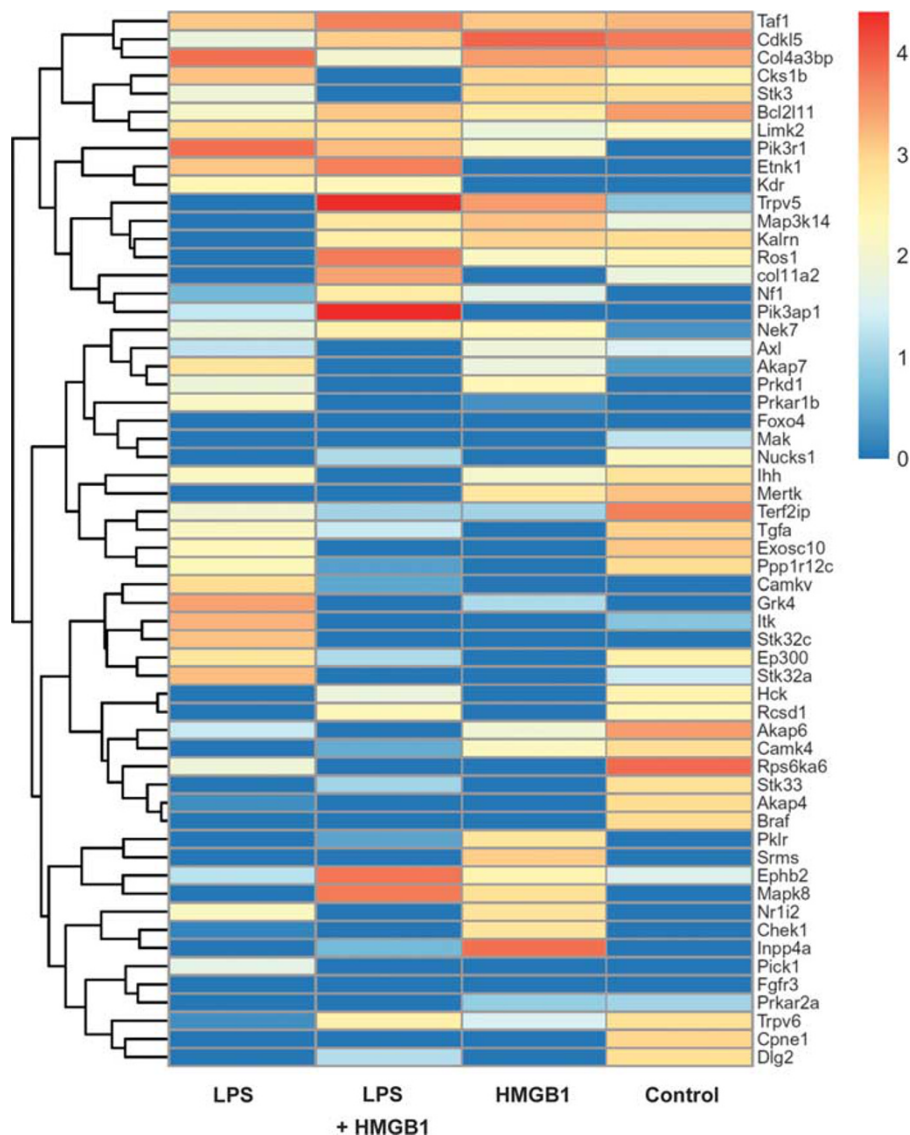 Taf1
Cdkl5
Col4a3bp
Cks1b
Stk3
Bcl2l11
Limk2
Pik3r1
Etnk1
Kdr
Trpv5
Map3k14
Kalrn
Ros1
col11a2
Nf1
Pik3ap1
Nek7
Axl
Akap7
Prkd1
Prkar1b
Foxo4
Mak
Nucks1
Ihh
Mertk
Terf2ip
Tgfa
Exosc10
Ppp1r12c
Camkv
Grk4
Itk
Stk32c
Ep300
Stk32a
Hck
Rcsd1
Akap6
Camk4
Rps6ka6
Stk33
Akap4
Braf
Pklr
Srms
Ephb2
Mapk8
Nr1i2
Chek1
Inpp4a
Pick1
Fgfr3
Prkar2a
Trpv6
Cpne1
Dlg2
4
3
2
1
0
LPS
LPS
+ HMGB1
HMGB1
Control